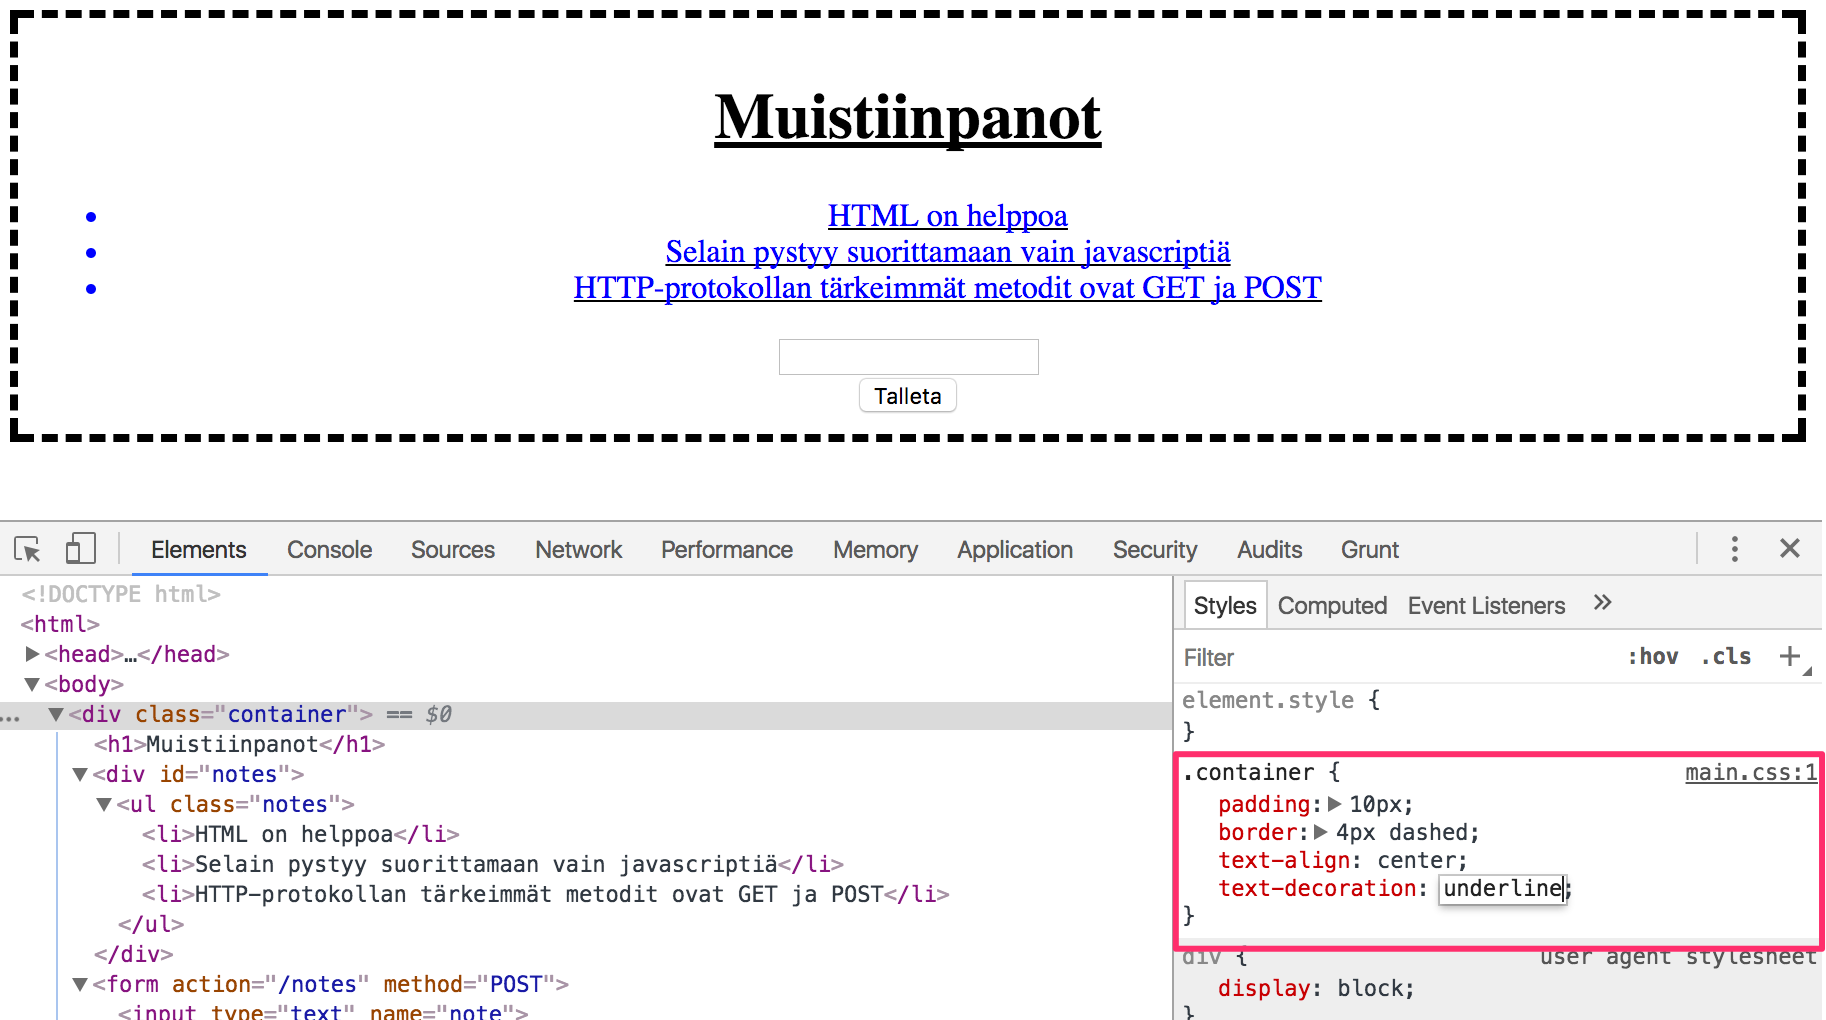 Muistiinpanot
HTML on helppoa
Selain pystyy suorittamaan vain javascriptiä
HTTP-protokollan tärkeimmät metodit ovat GET ja POST
Talleta
Elements Console Sources Network Performance Memory Application Security Audits Grunt
<!DOCTYPE html>
<html>
<head>…</head>
<body>
… <div class="container"> == $0
<h1>Muistiinpanot</h1>
<div id="notes">
<ul class="notes">
<li>HTML on helppoa</li>
<li>Selain pystyy suorittamaan vain javascriptiä</li>
<li>HTTP-protokollan tärkeimmät metodit ovat GET ja POST</li>
</ul>
</div>
<form action="/notes" method="POST">
<input type="text" name="note">
Styles Computed Event Listeners »
Filter :hov .cls +
element.style {
}
.container { main.css:1
padding: 10px;
border: 4px dashed;
text-align: center;
text-decoration: underline;
}
div { user agent stylesheet
display: block;
}